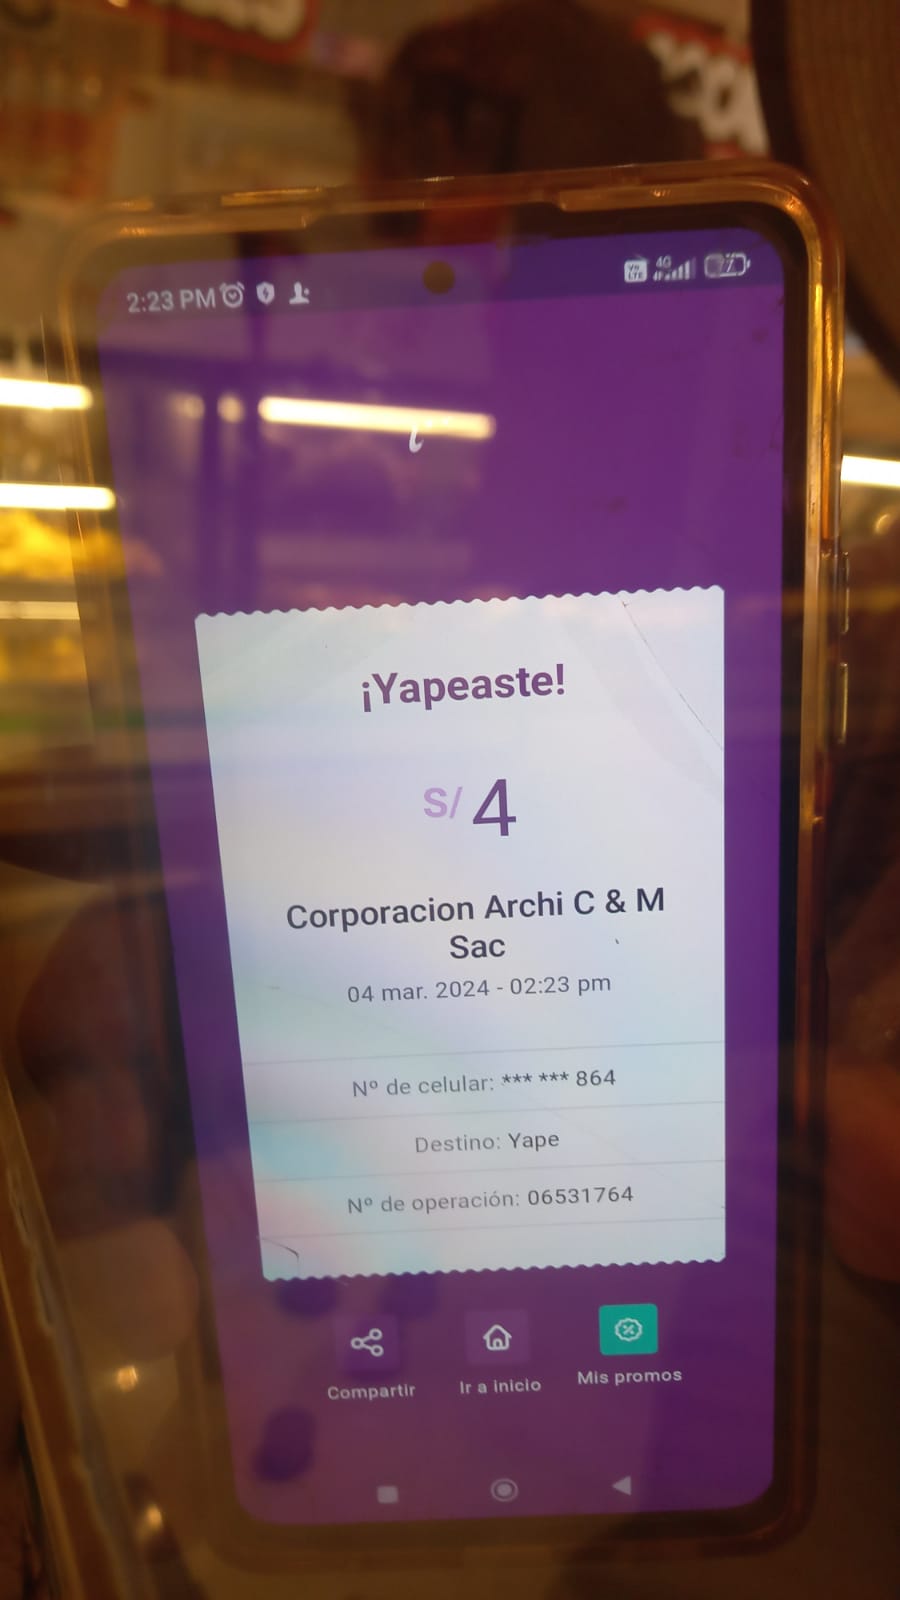 2:23 PM
4G
¡Yapeaste!
S/ 4
Corporacion Archi C & M
Sac
04 mar. 2024 - 02:23 pm
Nº de celular: *** *** 864
Destino: Yape
Nº de operación: 06531764
Compartir
Ir a inicio
Mis promos